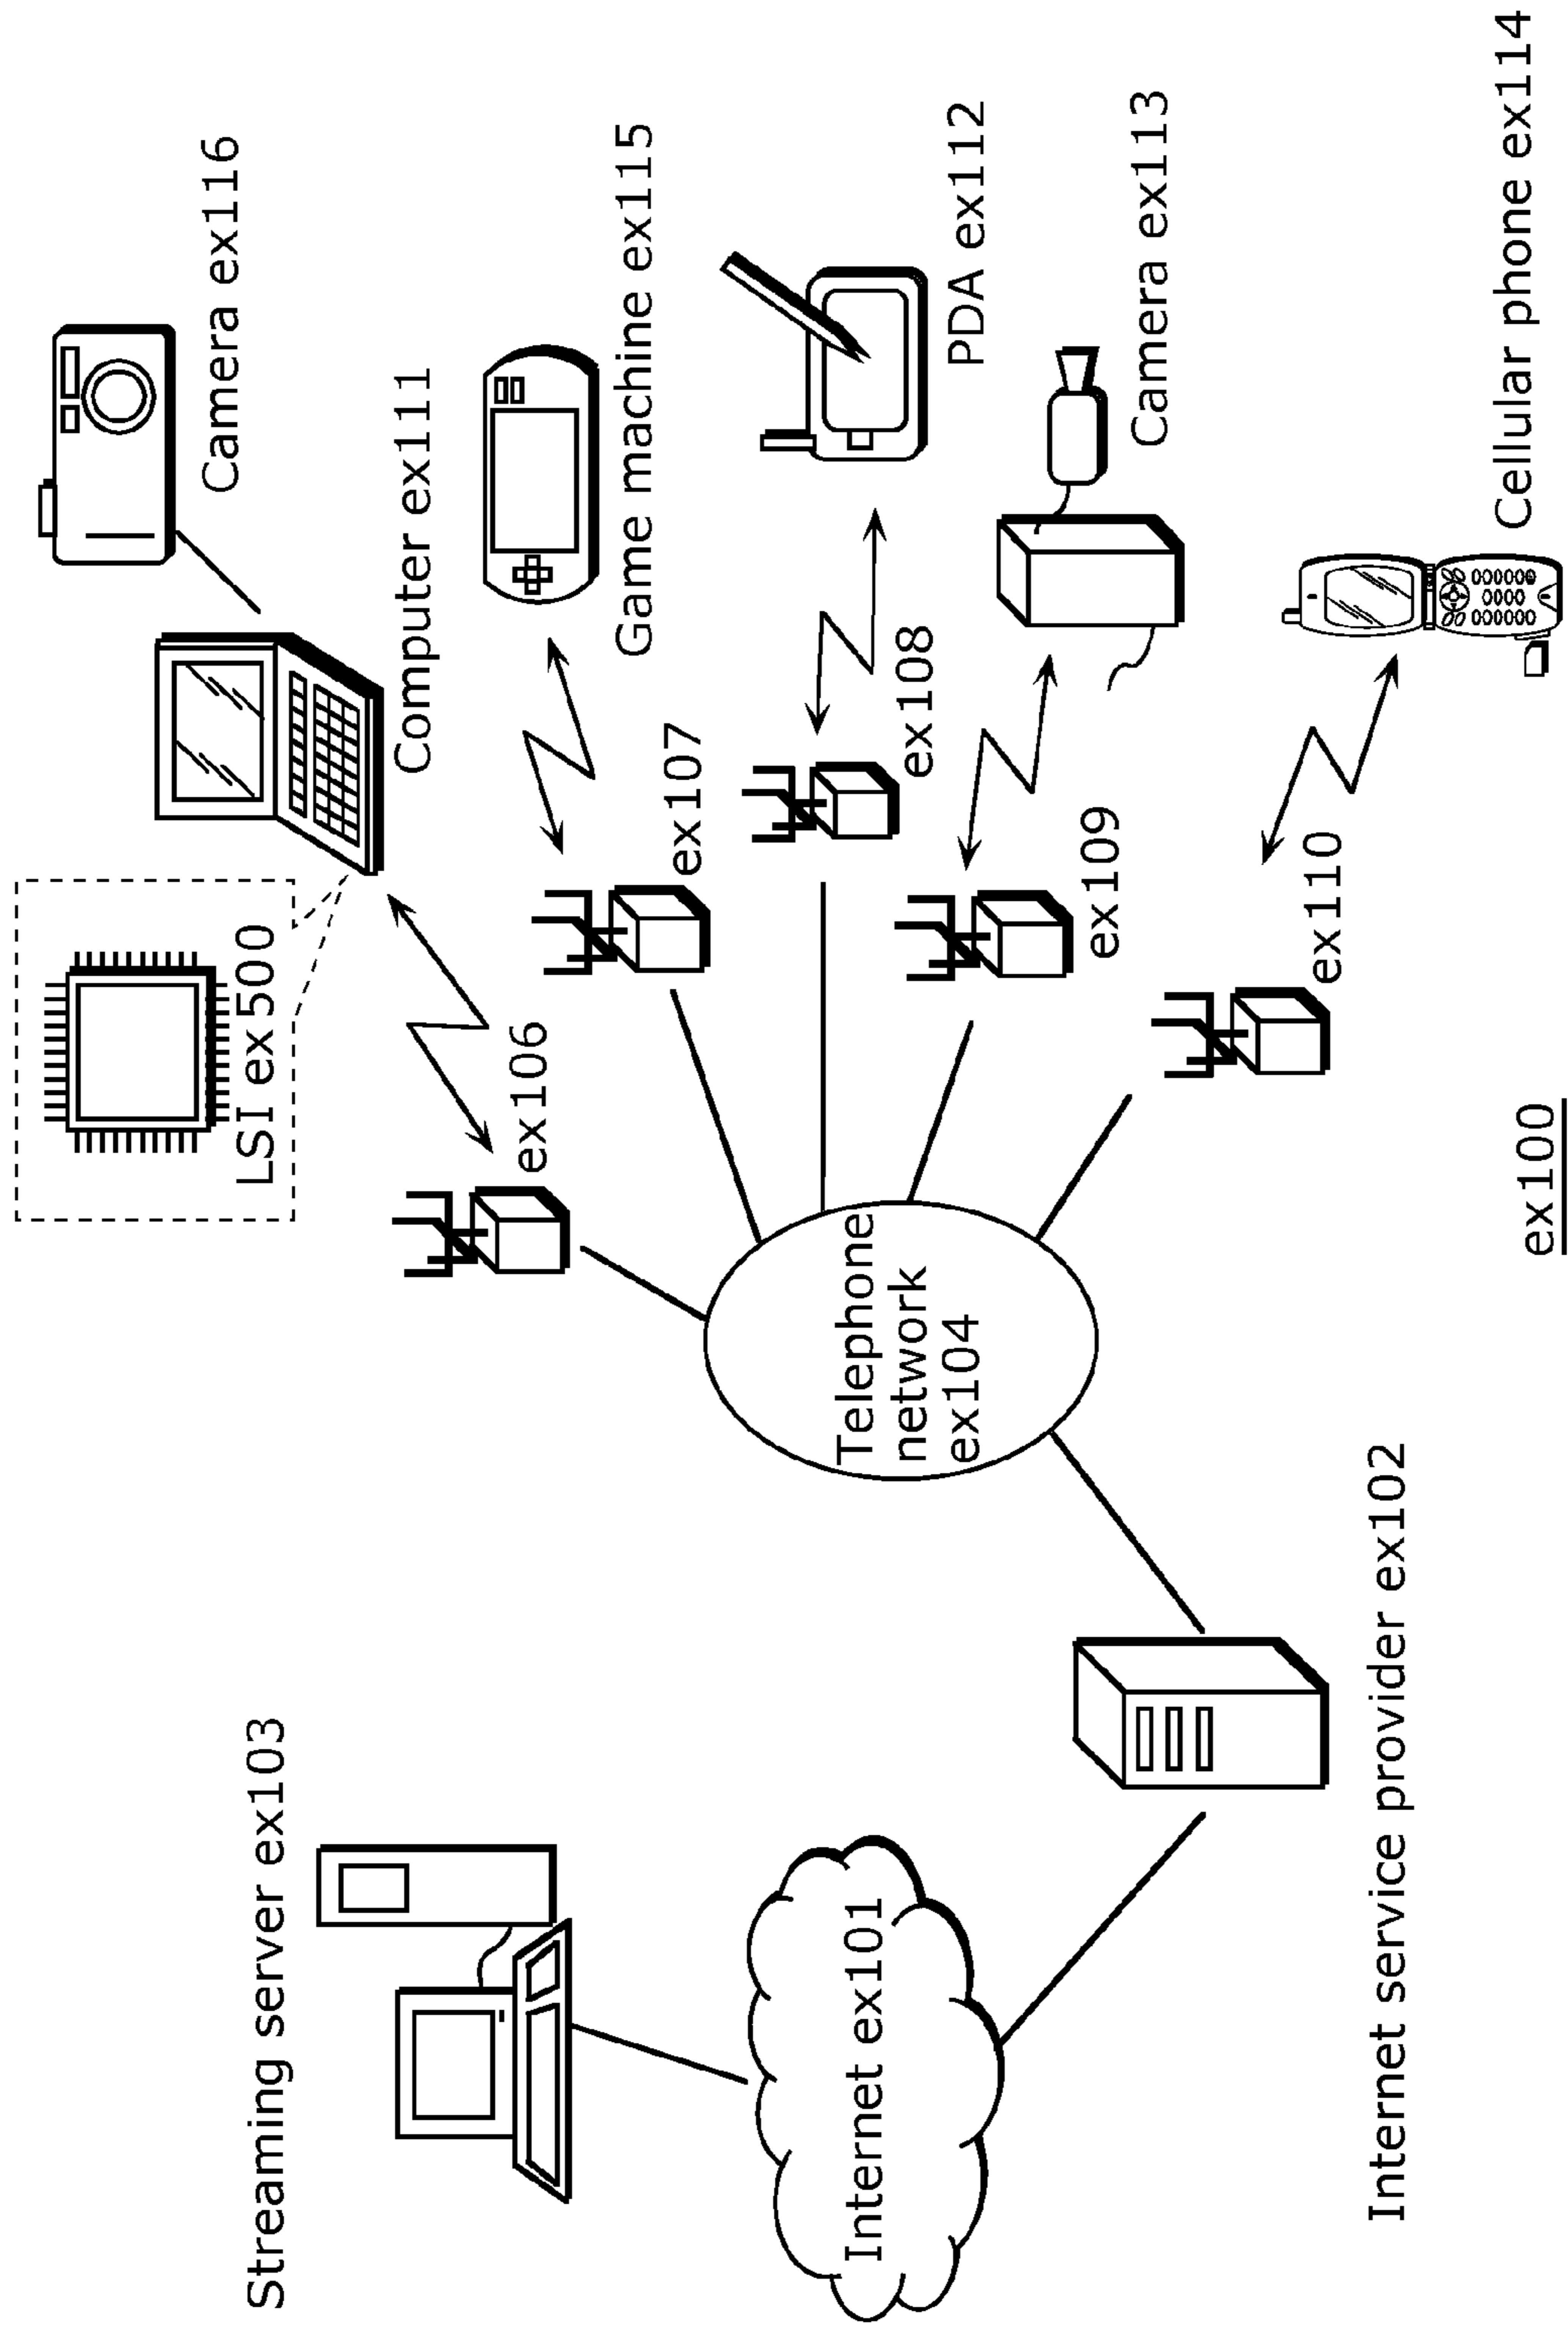 Camera ex116
LSI ex500
Streaming server ex103
Computer ex111
ex106
Game machine ex115
ex107
Internet ex101
Telephone
network
ex104
ex108
PDA ex112
ex109
Camera ex113
ex110
Internet service provider ex102
Cellular phone ex114
ex100